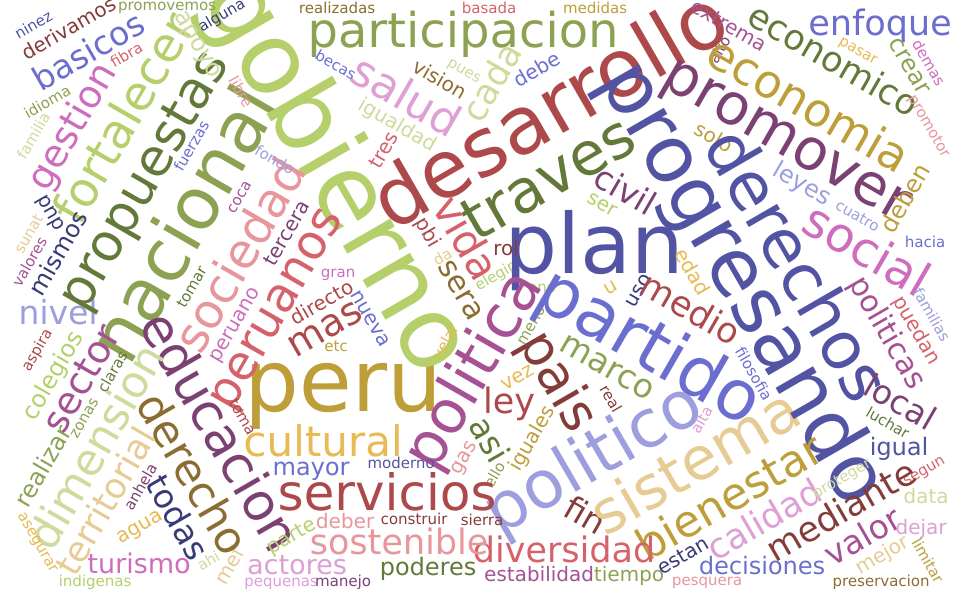 ninez
derivamos
promovemos
alguna
realizadas
basada
medidas
extrema
economico
enfoque
basicos
fibra
gobierno
participacion
desarrollo
pasar
crear
demas
idioma
gestion
fortalecer
becas
salud
vision
pues
cada
debe
economia
promotor
familia
propuestas
libre
igualdad
solo
promover
fuerzas
fondo
tres
traves
progresando
derechos
leyes
deben
pnp
nacional
coca
civil
ser
cuatro
sunat
mismos
sociedad
tercera
pbi
vida
rol
plan
social
hacia
valores
tomar
peruanos
gran
da
sera
elegir
edad
u
nivel
peruano
directo
nueva
politica
partido
medio
politicas
familias
aspira
sector
mas
etc
marco
puedan
colegios
claras
educacion
peru
pais
vez
filosofia
zonas
dimension
derecho
ley
real
local
realizar
territorial
cultural
asi
iguales
politico
alta
sistema
luchar
igual
anhela
todas
mayor
moderno
gas
ello
bienestar
proteger
segun
servicios
fin
calidad
mediante
data
asegurar
agua
parte
deber
construir
sierra
valor
dejar
turismo
ahi
mef
actores
sostenible
diversidad
estan
decisiones
mejor
limitar
indigenas
pequenas
manejo
poderes
estabilidad
tiempo
pesquera
preservacion